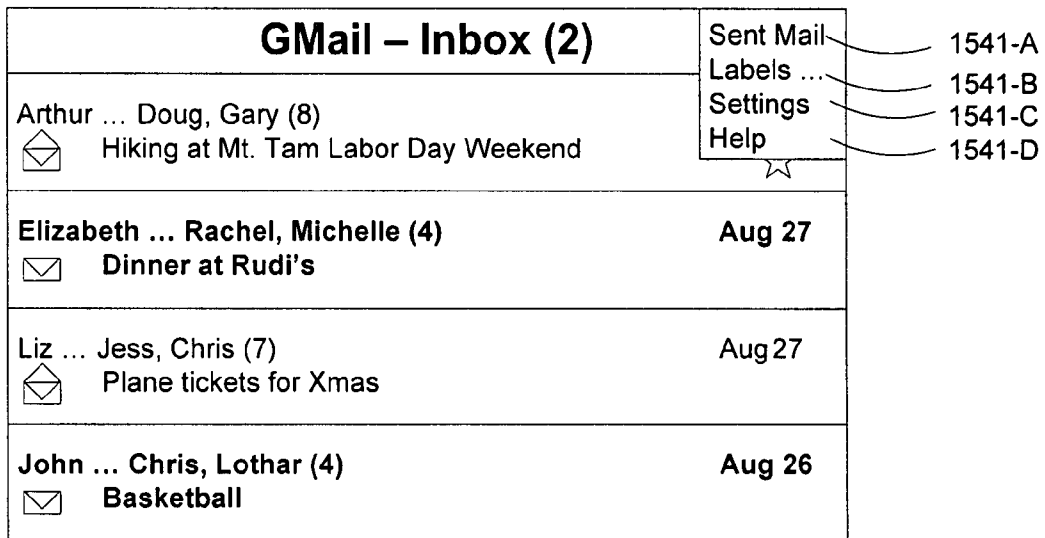 GMail – Inbox (2)
Sent Mail
1541-A
Labels ...
1541-B
Settings
1541-C
Help
1541-D
Arthur ... Doug, Gary (8)
Hiking at Mt. Tam Labor Day Weekend
Elizabeth ... Rachel, Michelle (4) Aug 27
Dinner at Rudi's
Liz ... Jess, Chris (7) Aug 27
Plane tickets for Xmas
John ... Chris, Lothar (4) Aug 26
Basketball